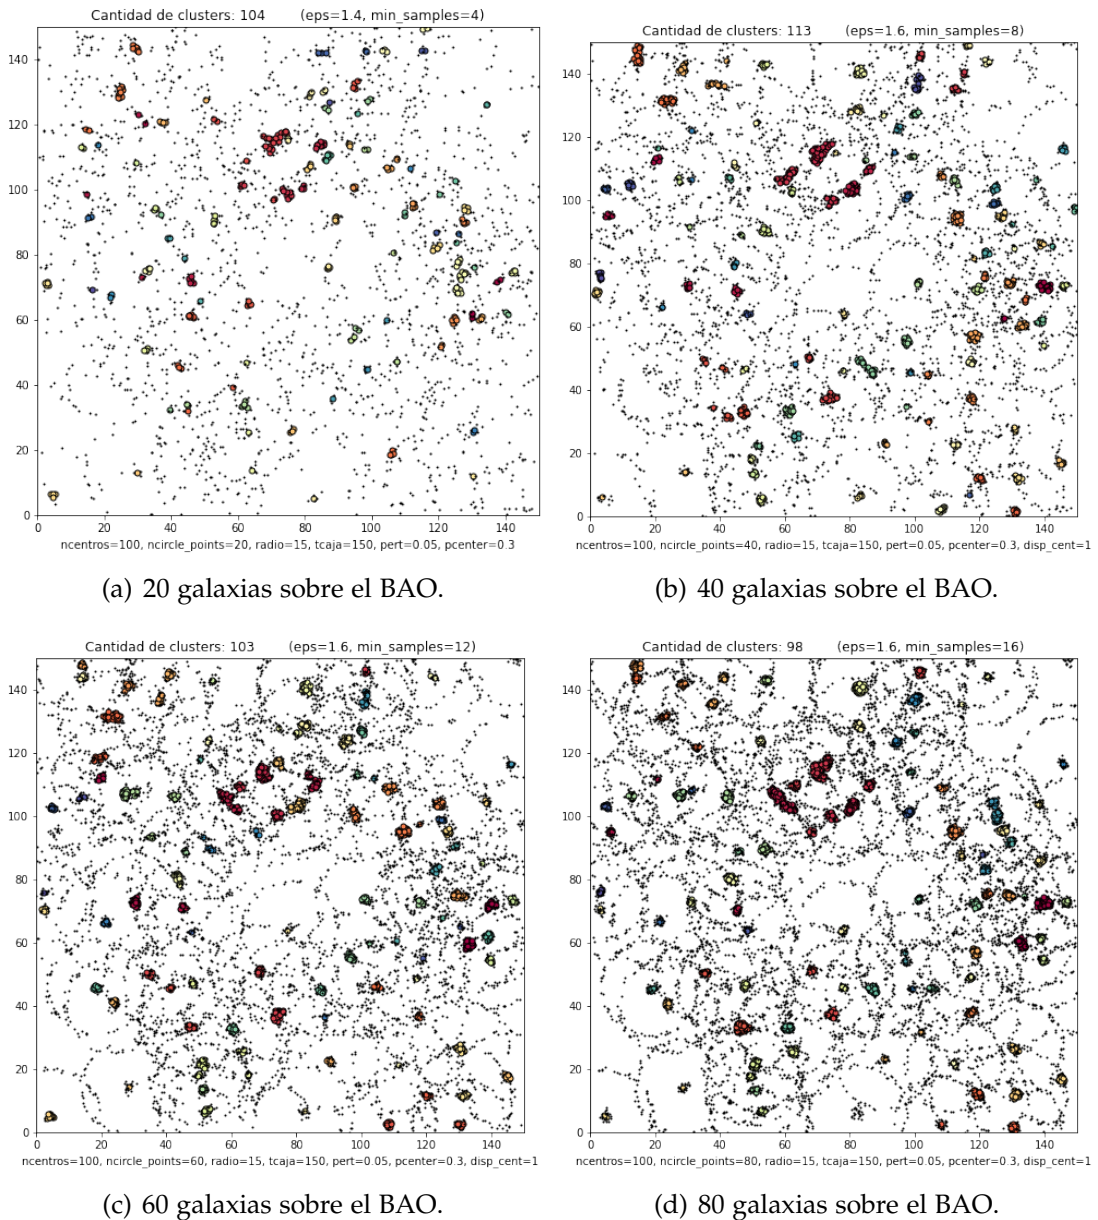 Cantidad de clusters: 104 (eps=1.4, min_samples=4)
140
120
100
80
60
40
20
0
0 20 40 60 80 100 120 140
ncentros=100, ncircle_points=20, radio=15, tcaja=150, pert=0.05, pcenter=0.3
(a) 20 galaxias sobre el BAO.
Cantidad de clusters: 113 (eps=1.6, min_samples=8)
140
120
100
80
60
40
20
0
0 20 40 60 80 100 120 140
ncentros=100, ncircle_points=40, radio=15, tcaja=150, pert=0.05, pcenter=0.3, disp_cent=1
(b) 40 galaxias sobre el BAO.
Cantidad de clusters: 103 (eps=1.6, min_samples=12)
140
120
100
80
60
40
20
0
0 20 40 60 80 100 120 140
ncentros=100, ncircle_points=60, radio=15, tcaja=150, pert=0.05, pcenter=0.3, disp_cent=1
(c) 60 galaxias sobre el BAO.
Cantidad de clusters: 98 (eps=1.6, min_samples=16)
140
120
100
80
60
40
20
0
0 20 40 60 80 100 120 140
ncentros=100, ncircle_points=80, radio=15, tcaja=150, pert=0.05, pcenter=0.3, disp_cent=1
(d) 80 galaxias sobre el BAO.